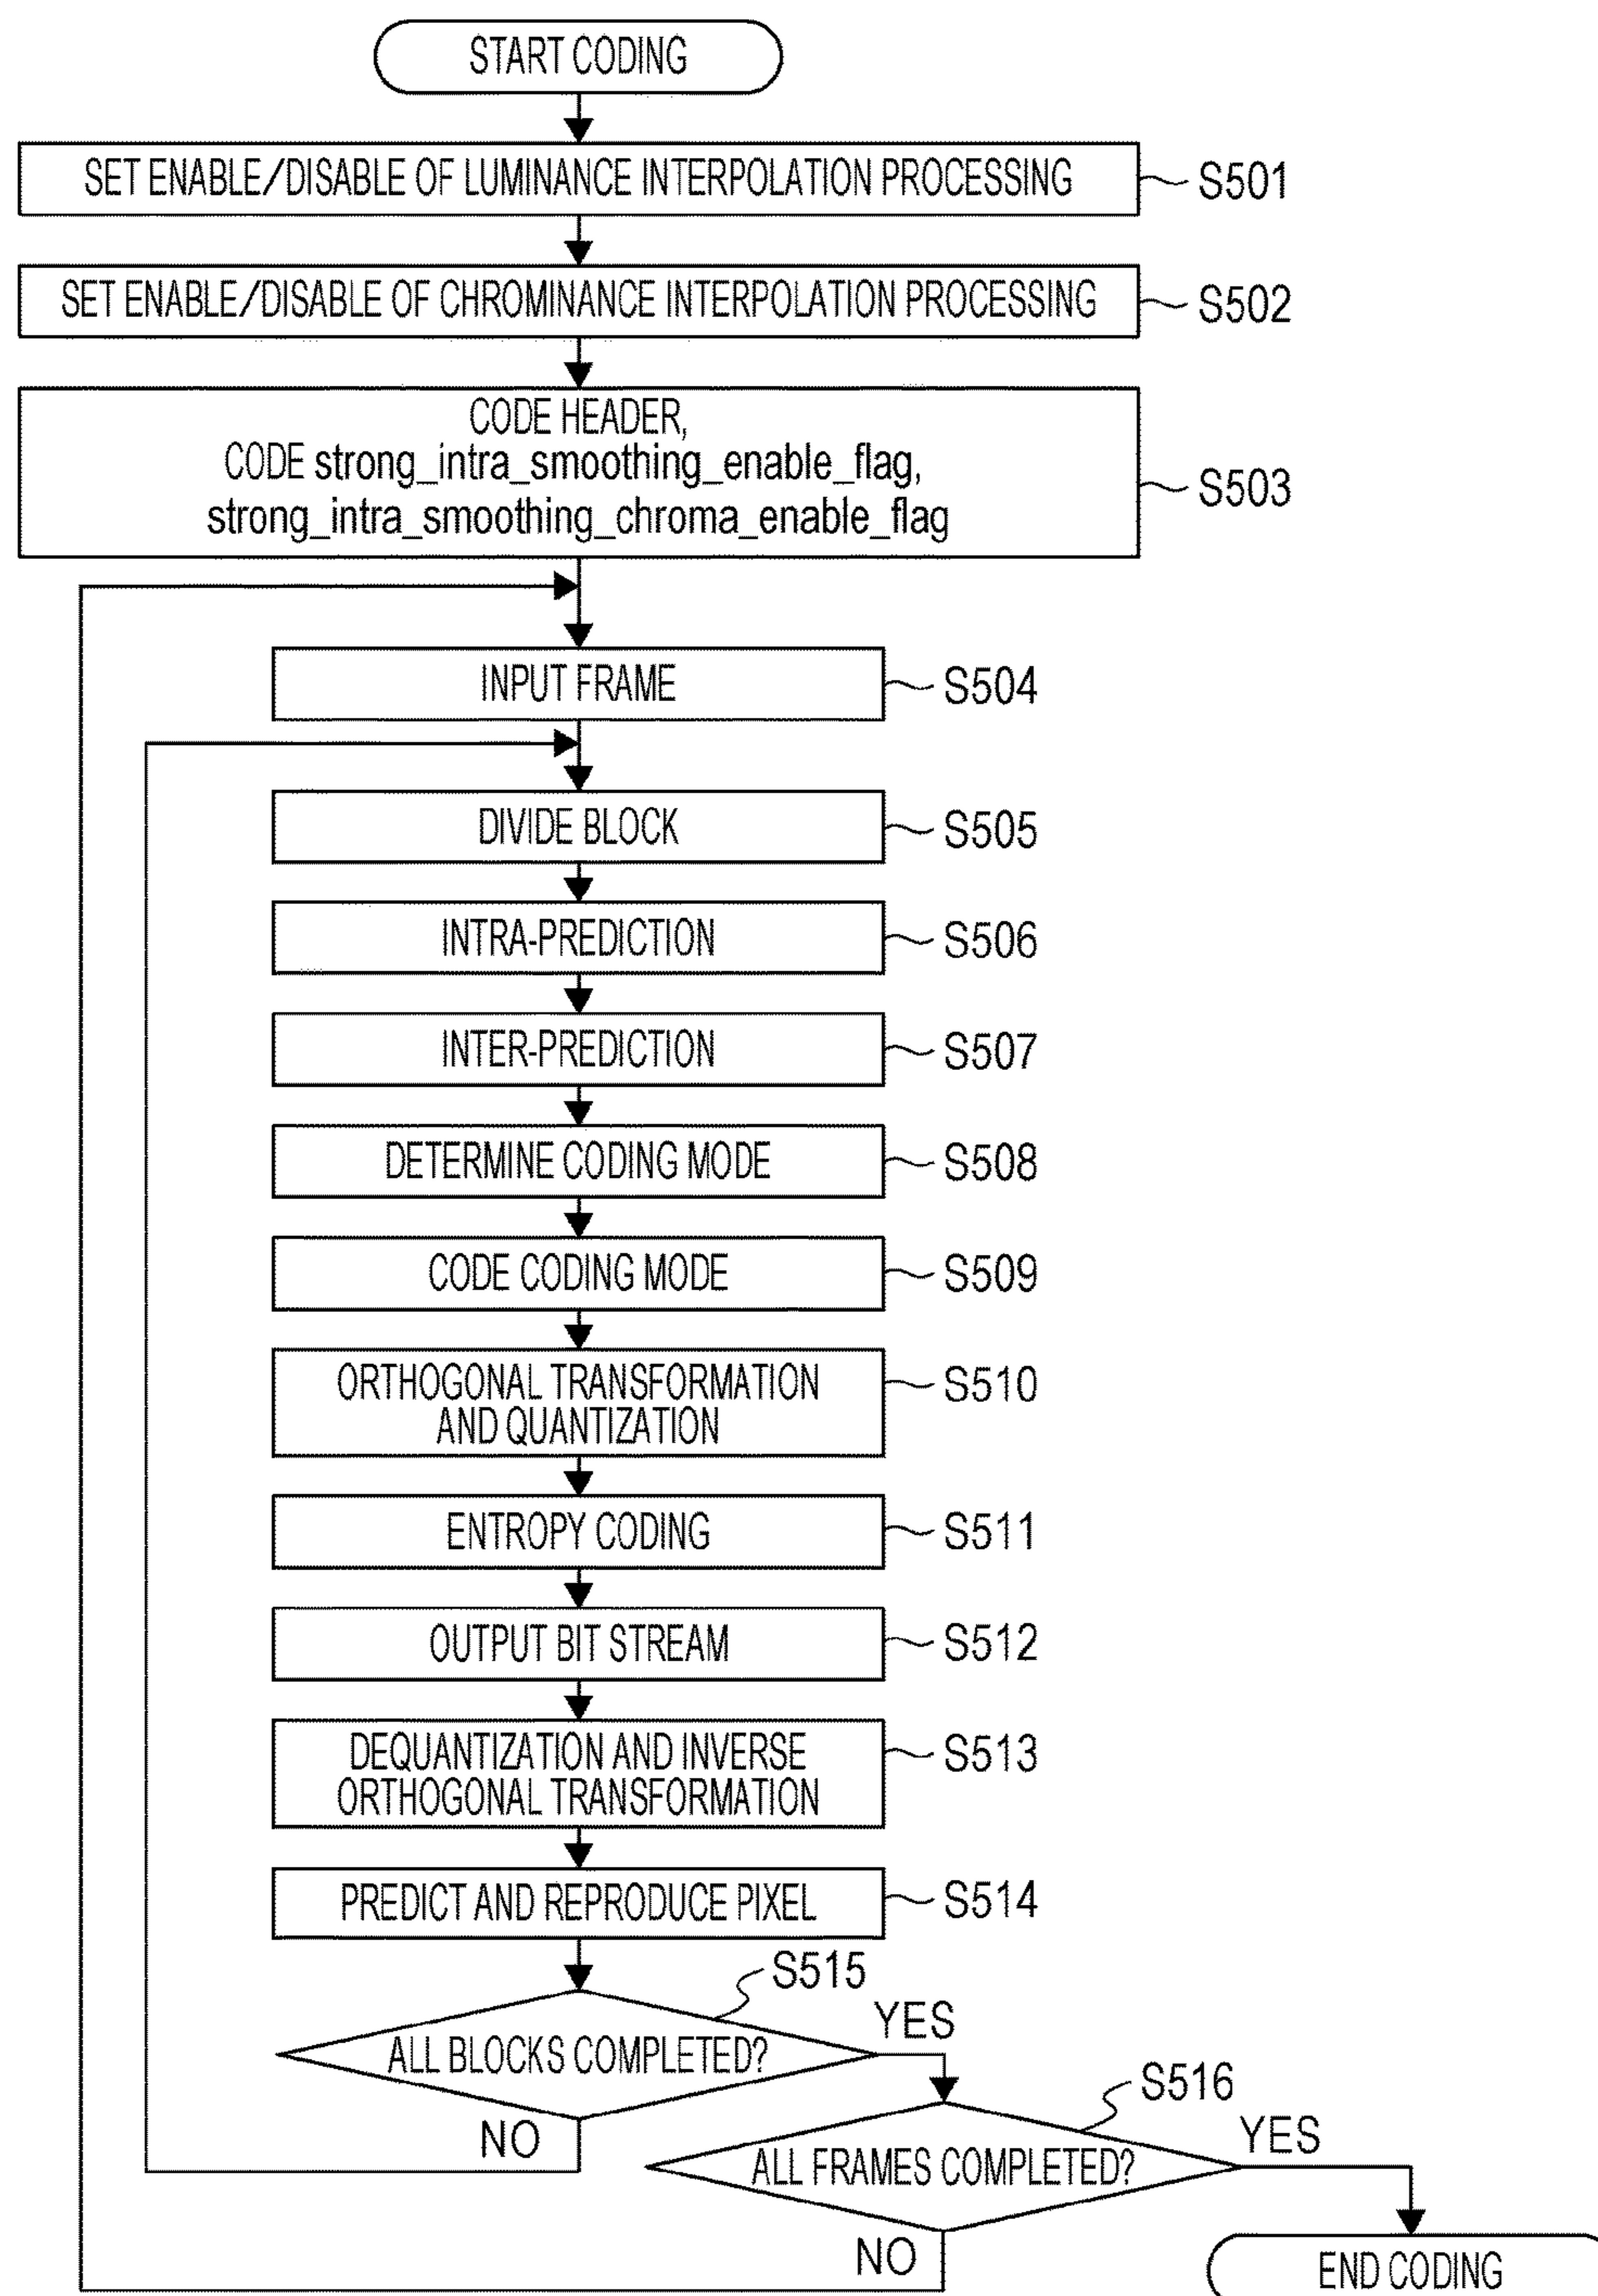 START CODING
SET ENABLE/DISABLE OF LUMINANCE INTERPOLATION PROCESSING
S501
SET ENABLE/DISABLE OF CHROMINANCE INTERPOLATION PROCESSING
S502
CODE HEADER,
CODE strong_intra_smoothing_enable_flag,
strong_intra_smoothing_chroma_enable_flag
S503
INPUT FRAME
S504
DIVIDE BLOCK
S505
INTRA-PREDICTION
S506
INTER-PREDICTION
S507
DETERMINE CODING MODE
S508
CODE CODING MODE
S509
ORTHOGONAL TRANSFORMATION
AND QUANTIZATION
S510
ENTROPY CODING
S511
OUTPUT BIT STREAM
S512
DEQUANTIZATION AND INVERSE
ORTHOGONAL TRANSFORMATION
S513
PREDICT AND REPRODUCE PIXEL
S514
S515
ALL BLOCKS COMPLETED?
YES
NO
S516
ALL FRAMES COMPLETED?
YES
NO
END CODING